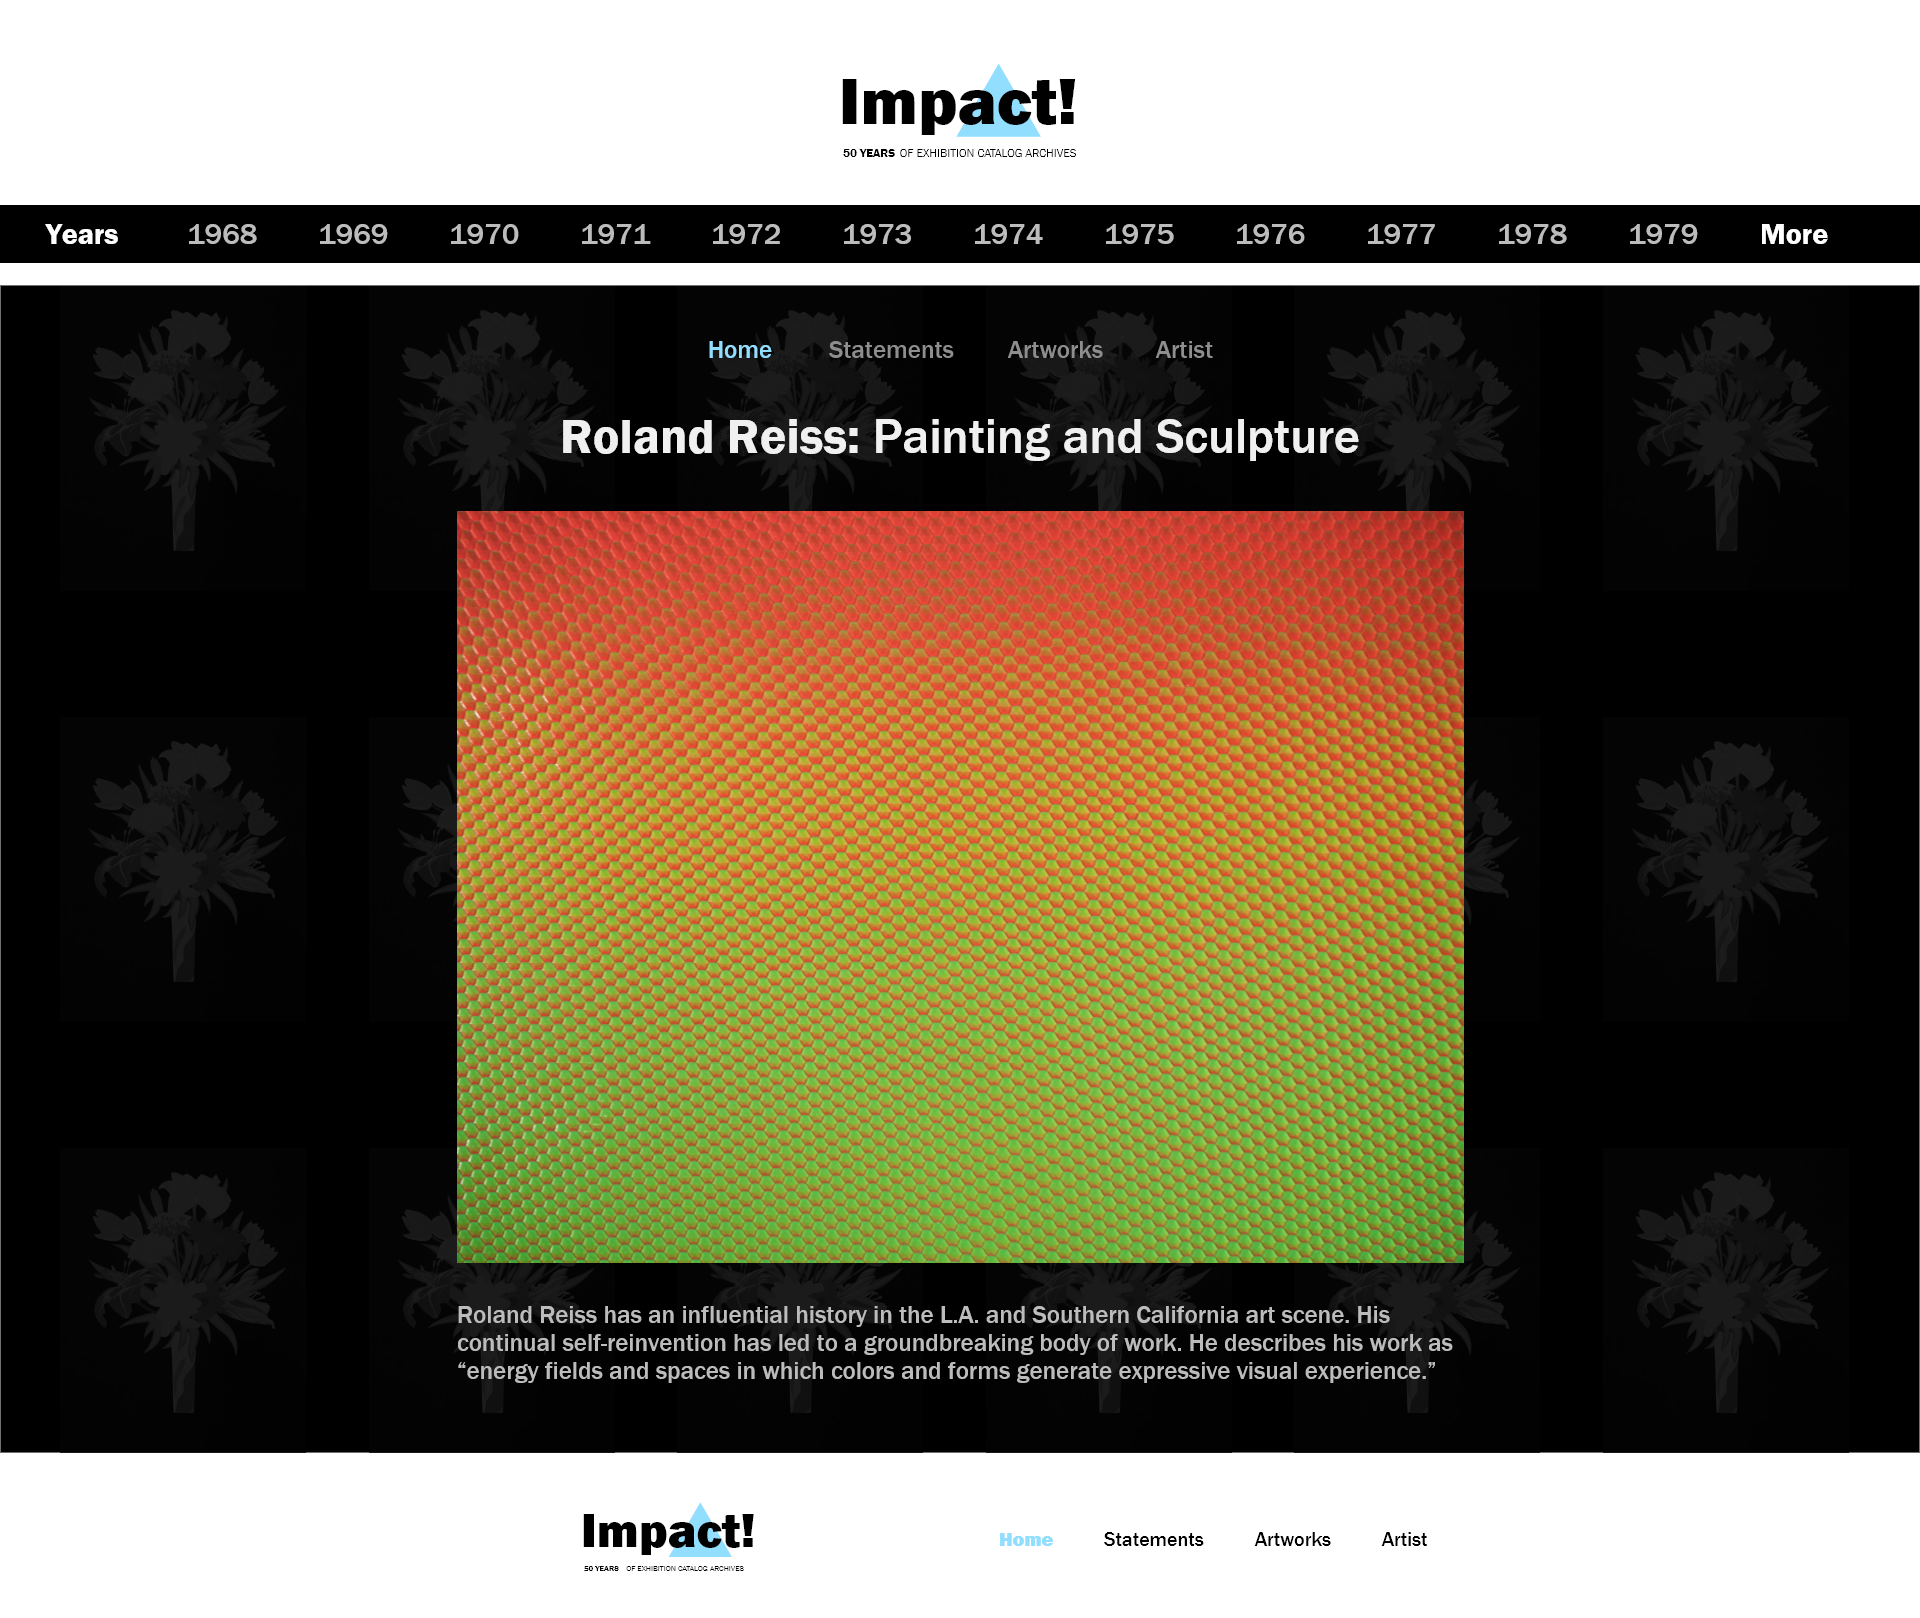 Impact!
50 YEARS OF EXHIBITION CATALOG ARCHIVES
Years 1968 1969 1970 1971 1972 1973 1974 1975 1976 1977 1978 1979 More
Home Statements Artworks Artist
Roland Reiss: Painting and Sculpture
Roland Reiss has an influential history in the L.A. and Southern California art scene. His
continual self-reinvention has led to a groundbreaking body of work. He describes his work as
“energy fields and spaces in which colors and forms generate expressive visual experience.”
Impact!
50 YEARS OF EXHIBITION CATALOG ARCHIVES
Home Statements Artworks Artist